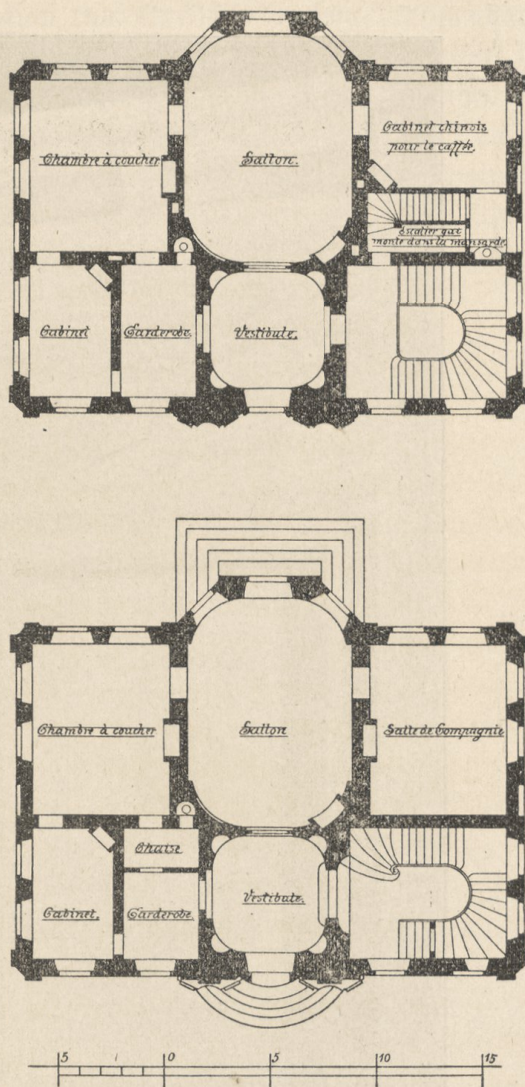 Chambre à coucher
Sallon.
Cabinet chinois
pour le caffée.
Escalier qui
monte dans la mansarde.
Cabinet
Garderobe.
Vestibule.
Chambre à coucher
Sallon
Salle de Compagnie
Chaise
Cabinet.
Garderobe.
Vestibule.
5 0 5 10 15